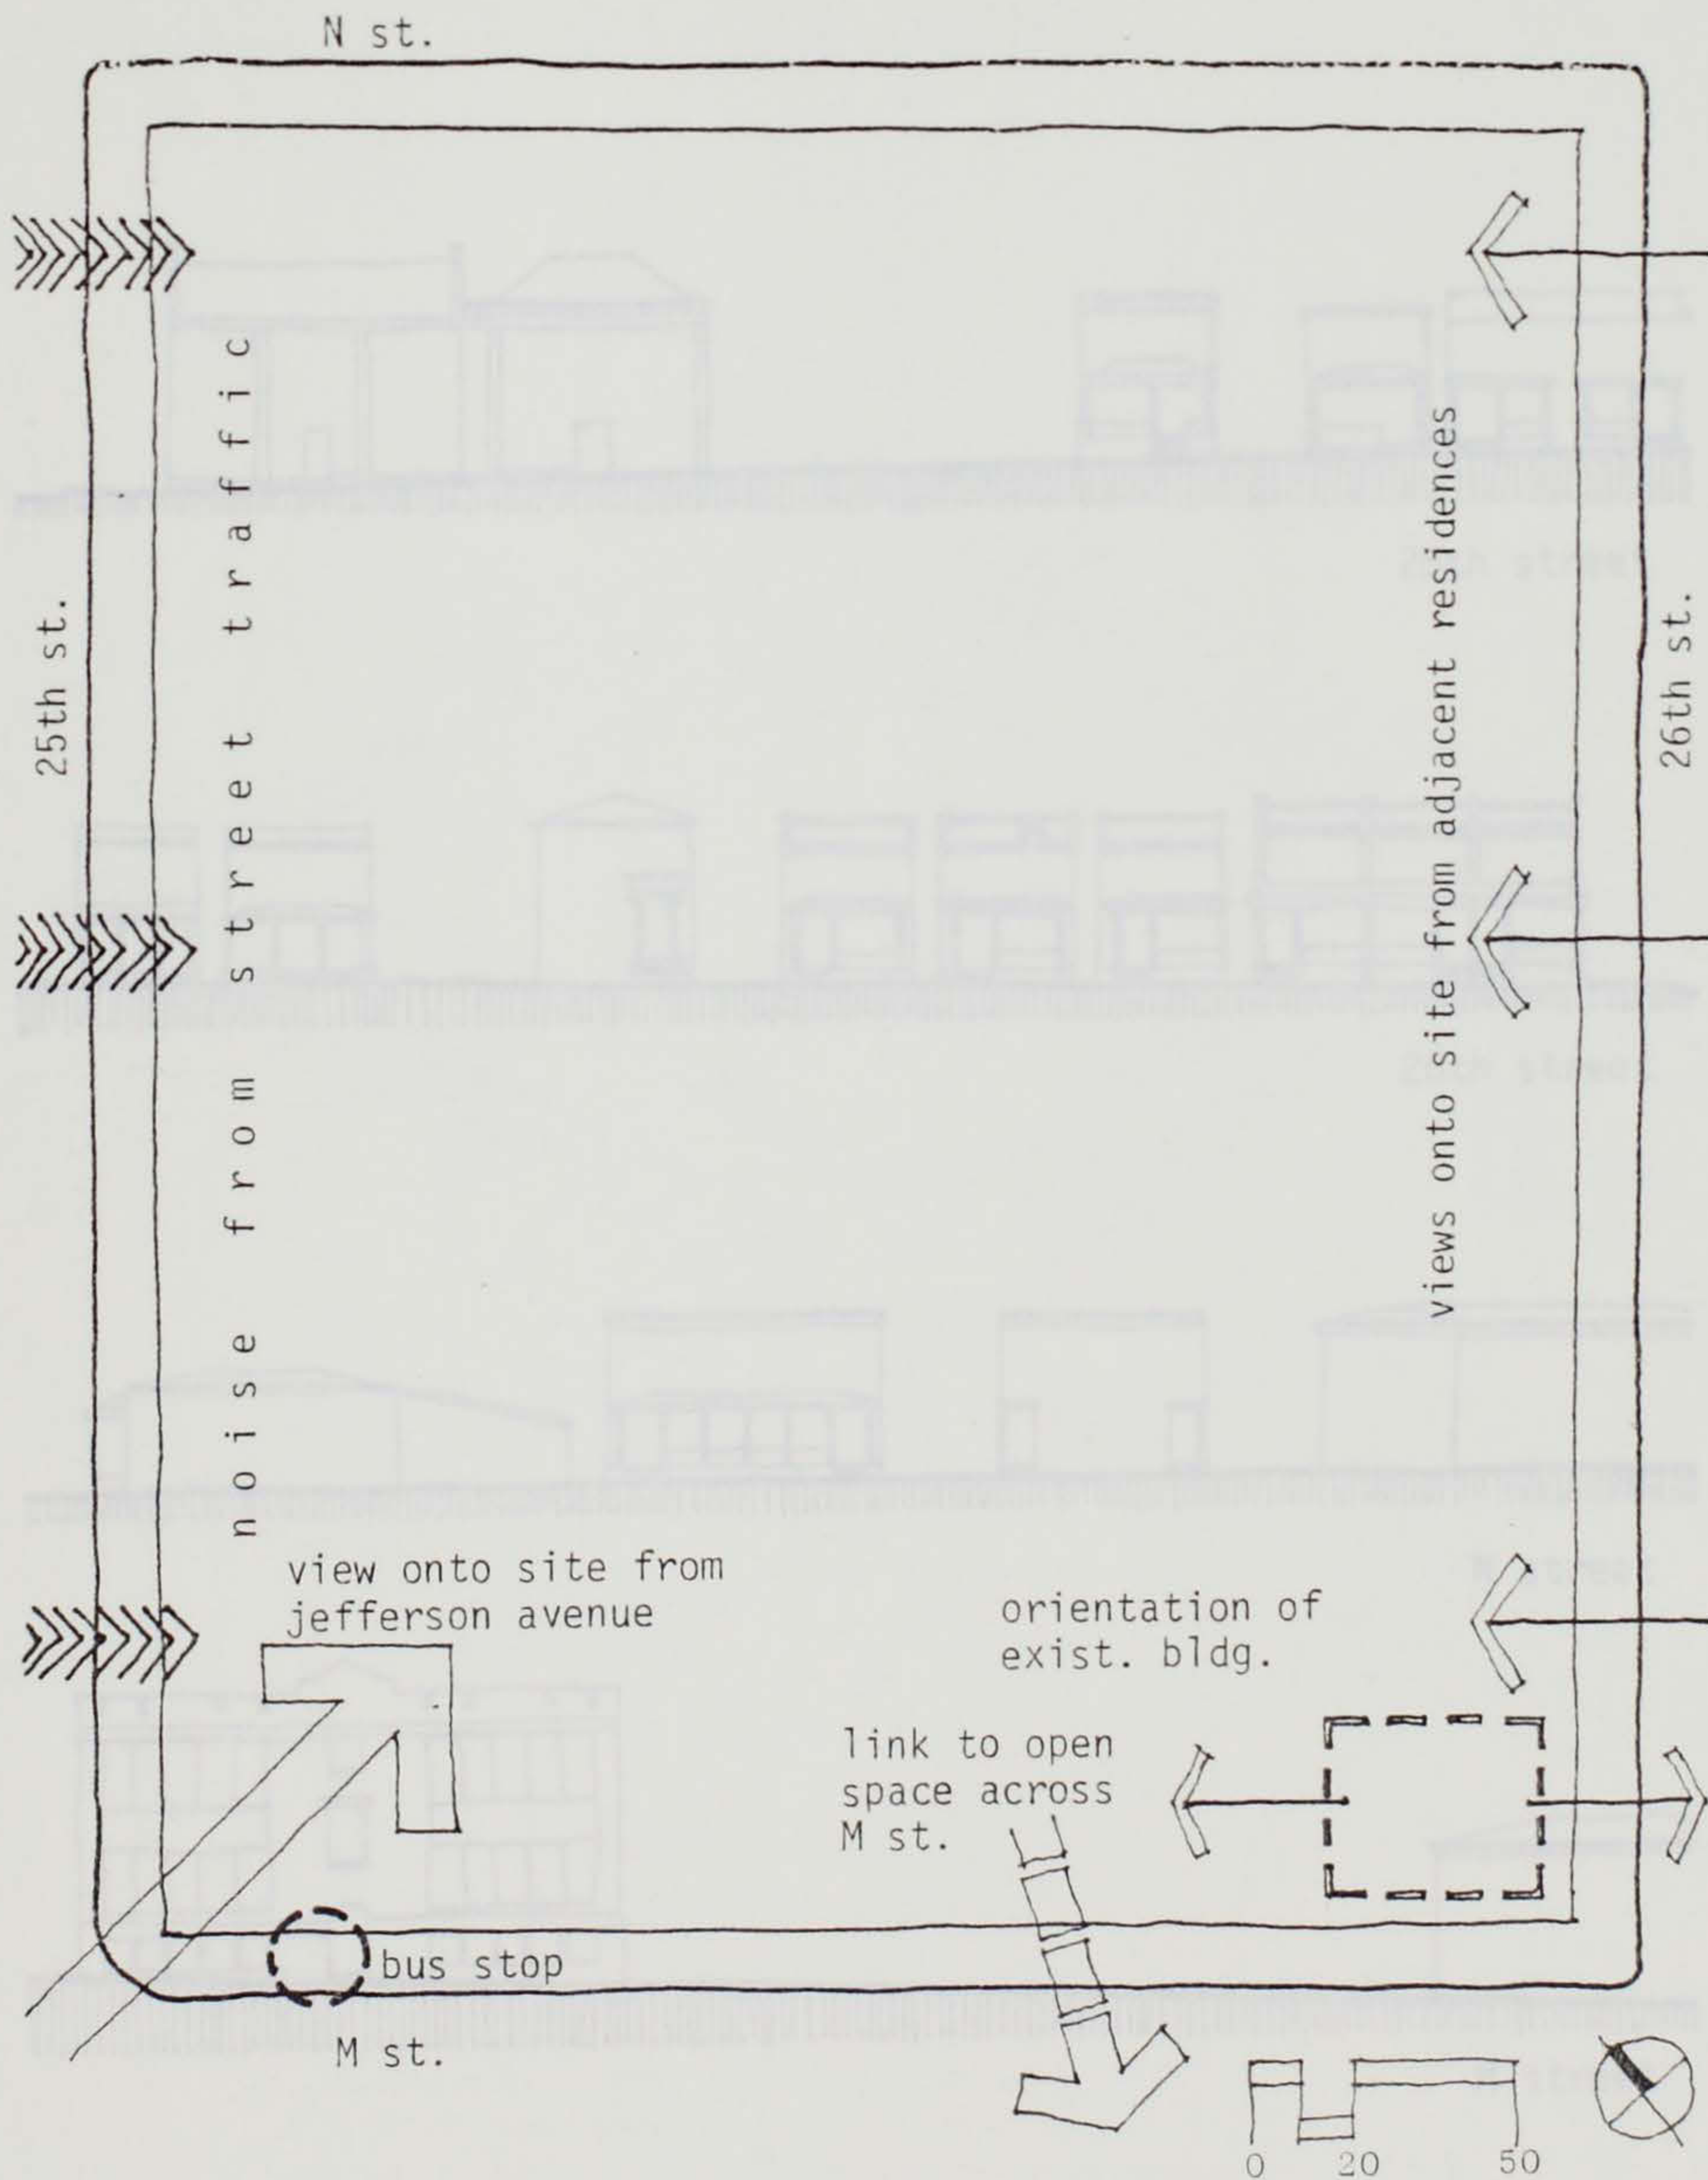 N st.
25th st.
noise from street traffic
views onto site from adjacent residences
26th st.
view onto site from
jefferson avenue
orientation of
exist. bldg.
link to open
space across
M st.
bus stop
M st.
0 20 50